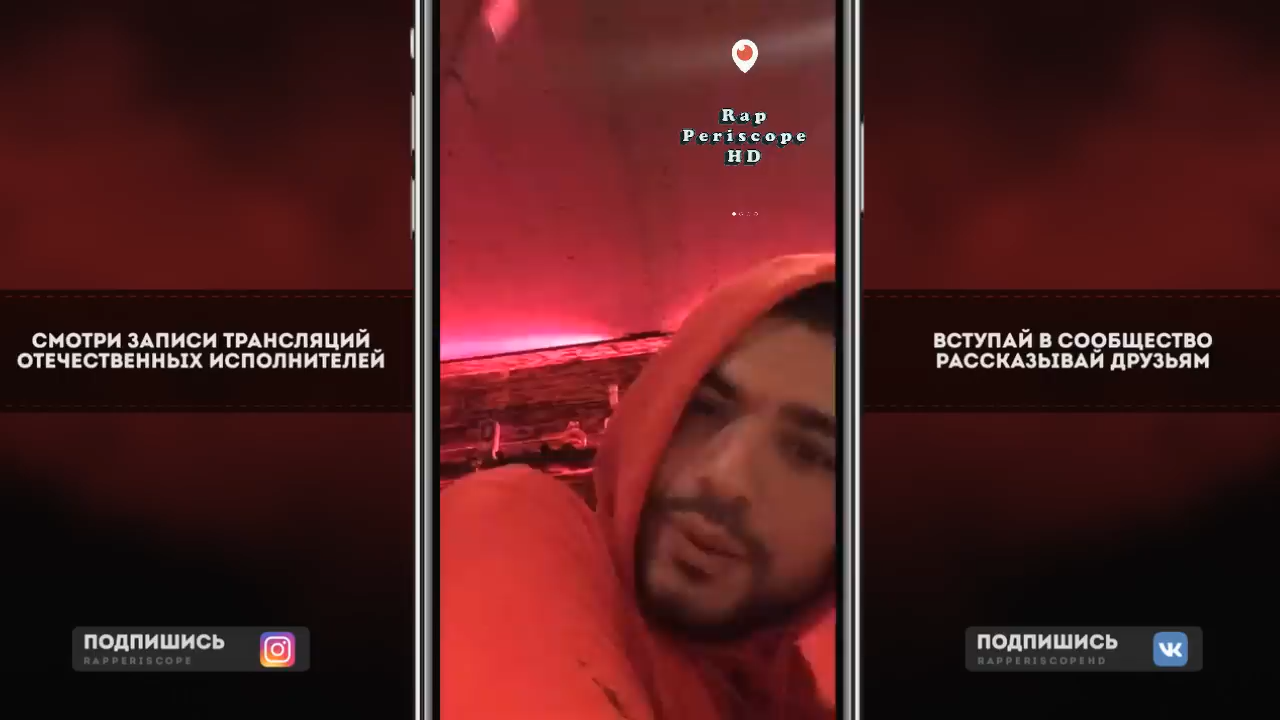 Rap
Periscope
HD
СМОТРИ ЗАПИСИ ТРАНСЛЯЦИЙ
ОТЕЧЕСТВЕННЫХ ИСПОЛНИТЕЛЕЙ
ВСТУПАЙ В СООБЩЕСТВО
РАССКАЗЫВАЙ ДРУЗЬЯМ
ПОДПИШИСЬ
RAPPERISCOPE
ПОДПИШИСЬ
RAPPERISCOPEHD